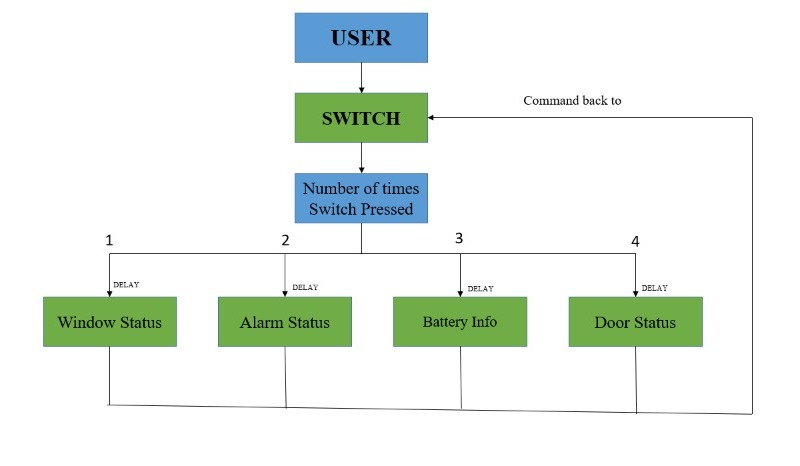 USER
Command back to
SWITCH
Number of times
Switch Pressed
1
2
3
4
DELAY
DELAY
DELAY
DELAY
Window Status
Alarm Status
Battery Info
Door Status